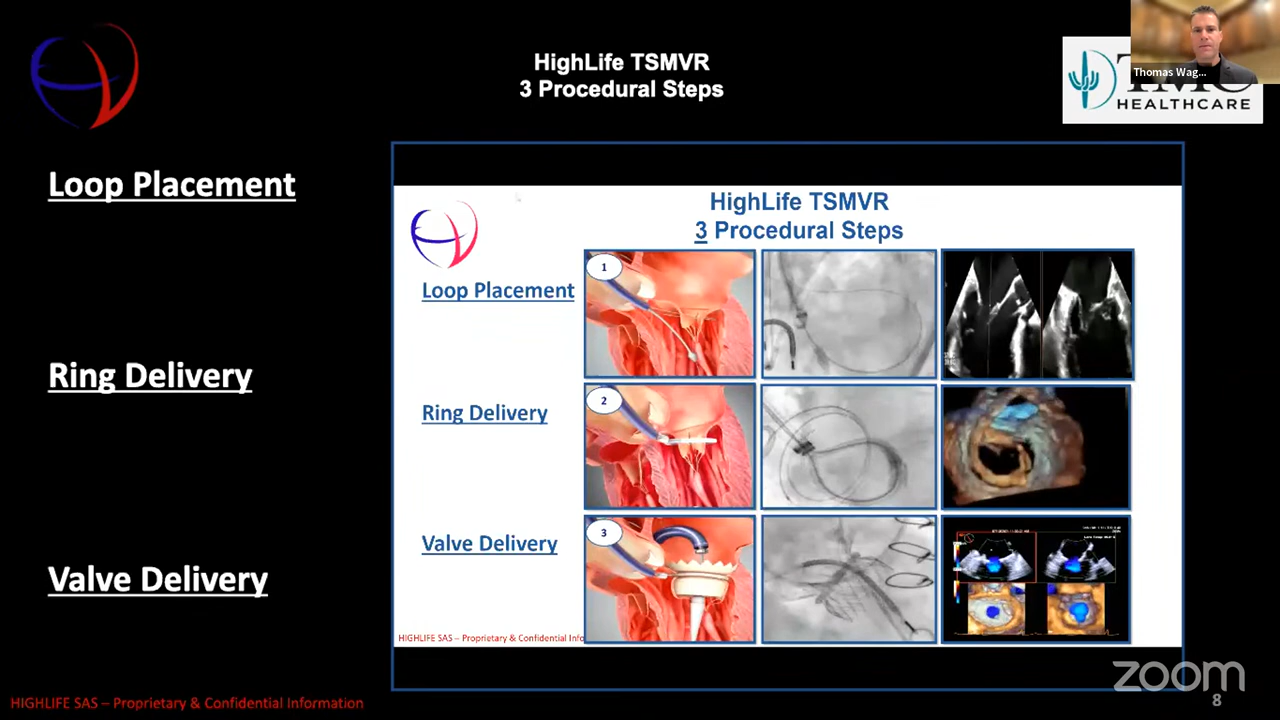 HighLife TSMVR
3 Procedural Steps
Thomas Wag...
HEALTHCARE
Loop Placement
Ring Delivery
Valve Delivery
HighLife TSMVR
3 Procedural Steps
Loop Placement
1
Ring Delivery
2
Valve Delivery
3
HIGHLIFE SAS – Proprietary & Confidential Info
zoom
HIGHLIFE SAS – Proprietary & Confidential Information
8